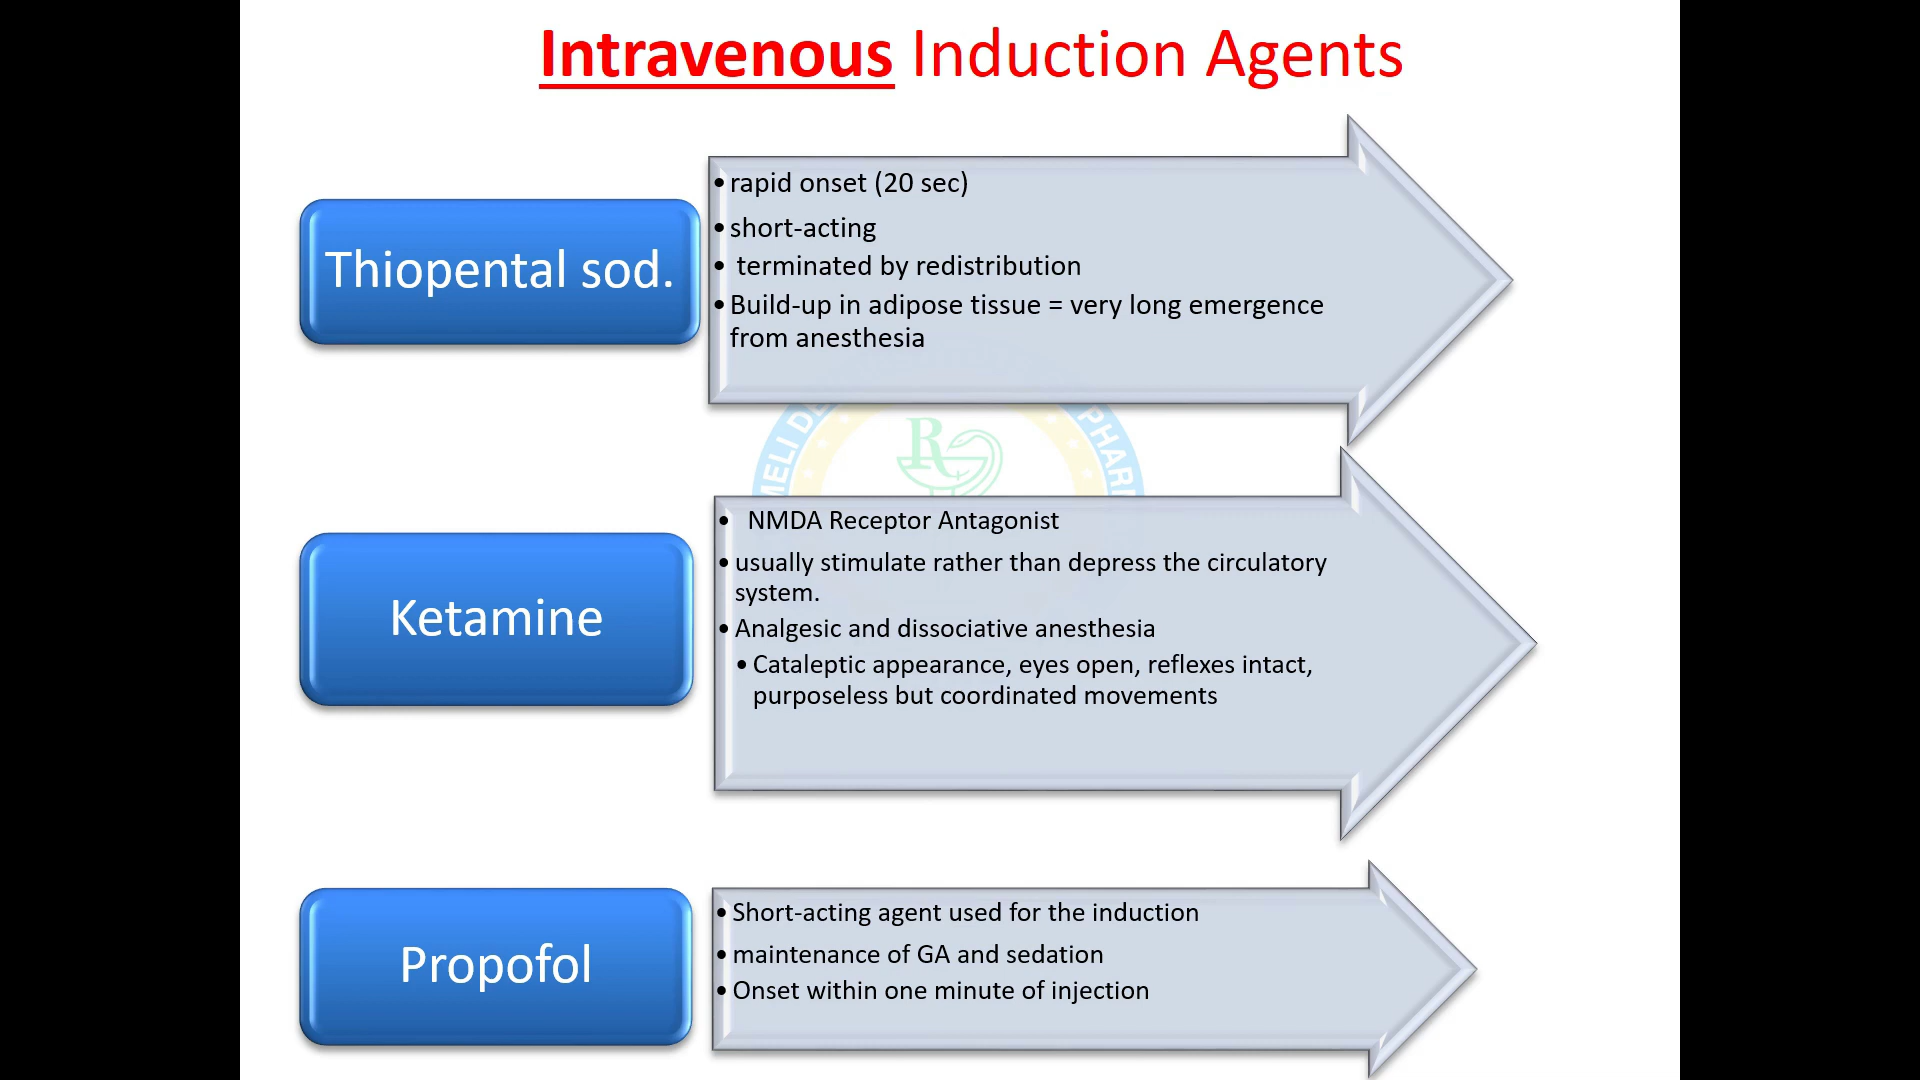 Intravenous Induction Agents
Thiopental sod.
•rapid onset (20 sec)
•short-acting
• terminated by redistribution
•Build-up in adipose tissue = very long emergence
from anesthesia
R
PHAR
Ketamine
• NMDA Receptor Antagonist
•usually stimulate rather than depress the circulatory
system.
•Analgesic and dissociative anesthesia
•Cataleptic appearance, eyes open, reflexes intact,
purposeless but coordinated movements
Propofol
•Short-acting agent used for the induction
•maintenance of GA and sedation
•Onset within one minute of injection